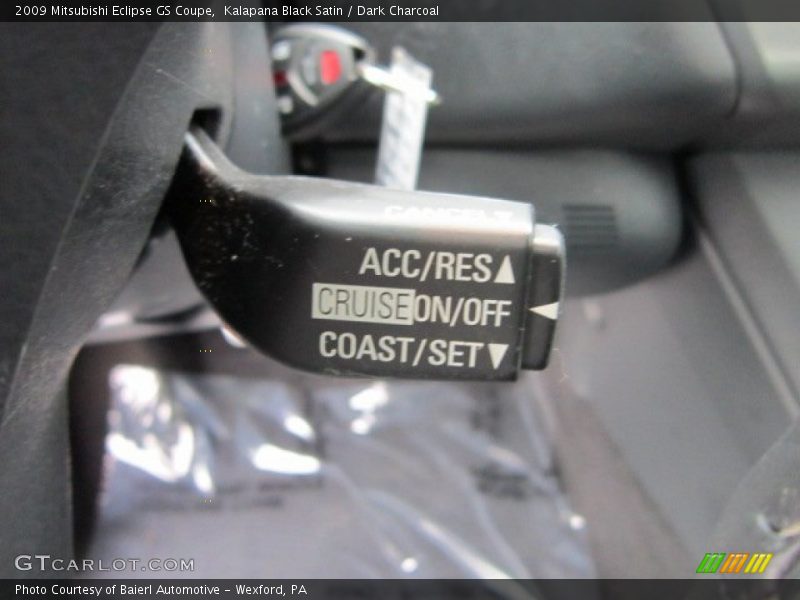 2009 Mitsubishi Eclipse GS Coupe, Kalapana Black Satin / Dark Charcoal
CANCEL
ACC/RES▲
CRUISE ON/OFF ◄
COAST/SET▼
GTCARLOT.COM
Photo Courtesy of Baierl Automotive - Wexford, PA